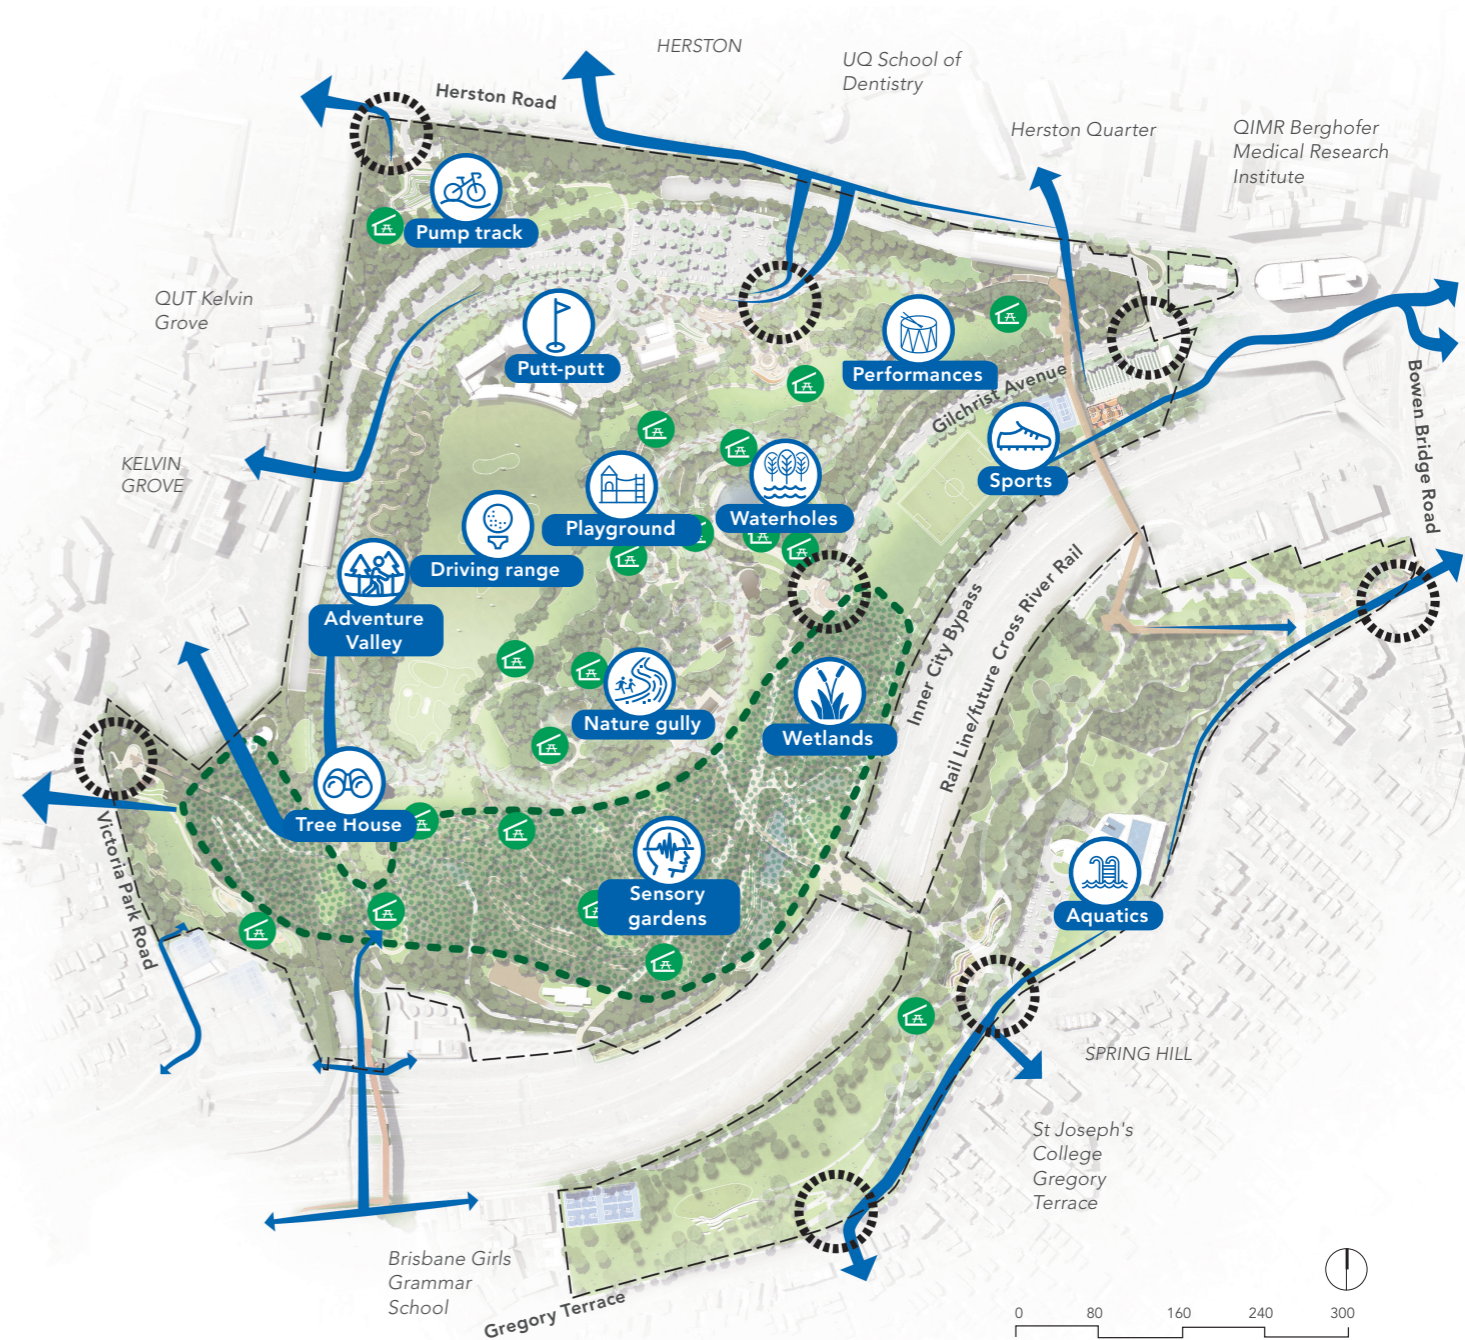 HERSTON
UQ School of
Dentistry
Herston Road
Herston Quarter
QIMR Berghofer
Medical Research
Institute
Pump track
QUT Kelvin
Grove
Putt-putt
Performances
Gilchrist Avenue
Bowen Bridge Road
KELVIN
GROVE
Sports
Playground
Waterholes
Driving range
Adventure
Valley
Inner City Bypass
Rail Line/future Cross River Rail
Nature gully
Wetlands
Tree House
Victoria Park Road
Sensory
gardens
Aquatics
SPRING HILL
St Joseph's
College
Gregory
Terrace
Brisbane Girls
Grammar
School
Gregory Terrace
0 80 160 240 300